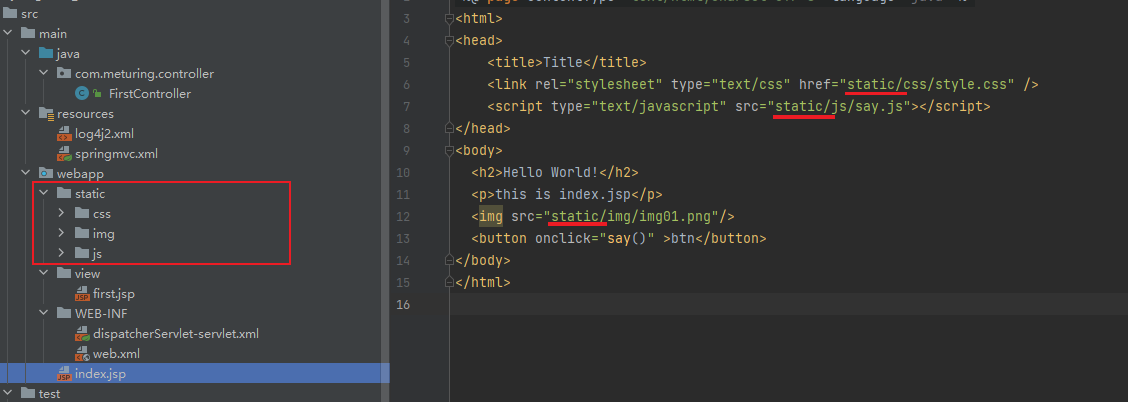 src
main
java
com.meturing.controller
FirstController
resources
log4j2.xml
springmvc.xml
webapp
static
css
img
js
view
first.jsp
WEB-INF
dispatcherServlet-servlet.xml
web.xml
index.jsp
test
3 <html>
4 <head>
5 <title>Title</title>
6 <link rel="stylesheet" type="text/css" href="static/css/style.css" />
7 <script type="text/javascript" src="static/js/say.js"></script>
8 </head>
9 <body>
10 <h2>Hello World!</h2>
11 <p>this is index.jsp</p>
12 <img src="static/img/img01.png"/>
13 <button onclick="say()" >btn</button>
14 </body>
15 </html>
16